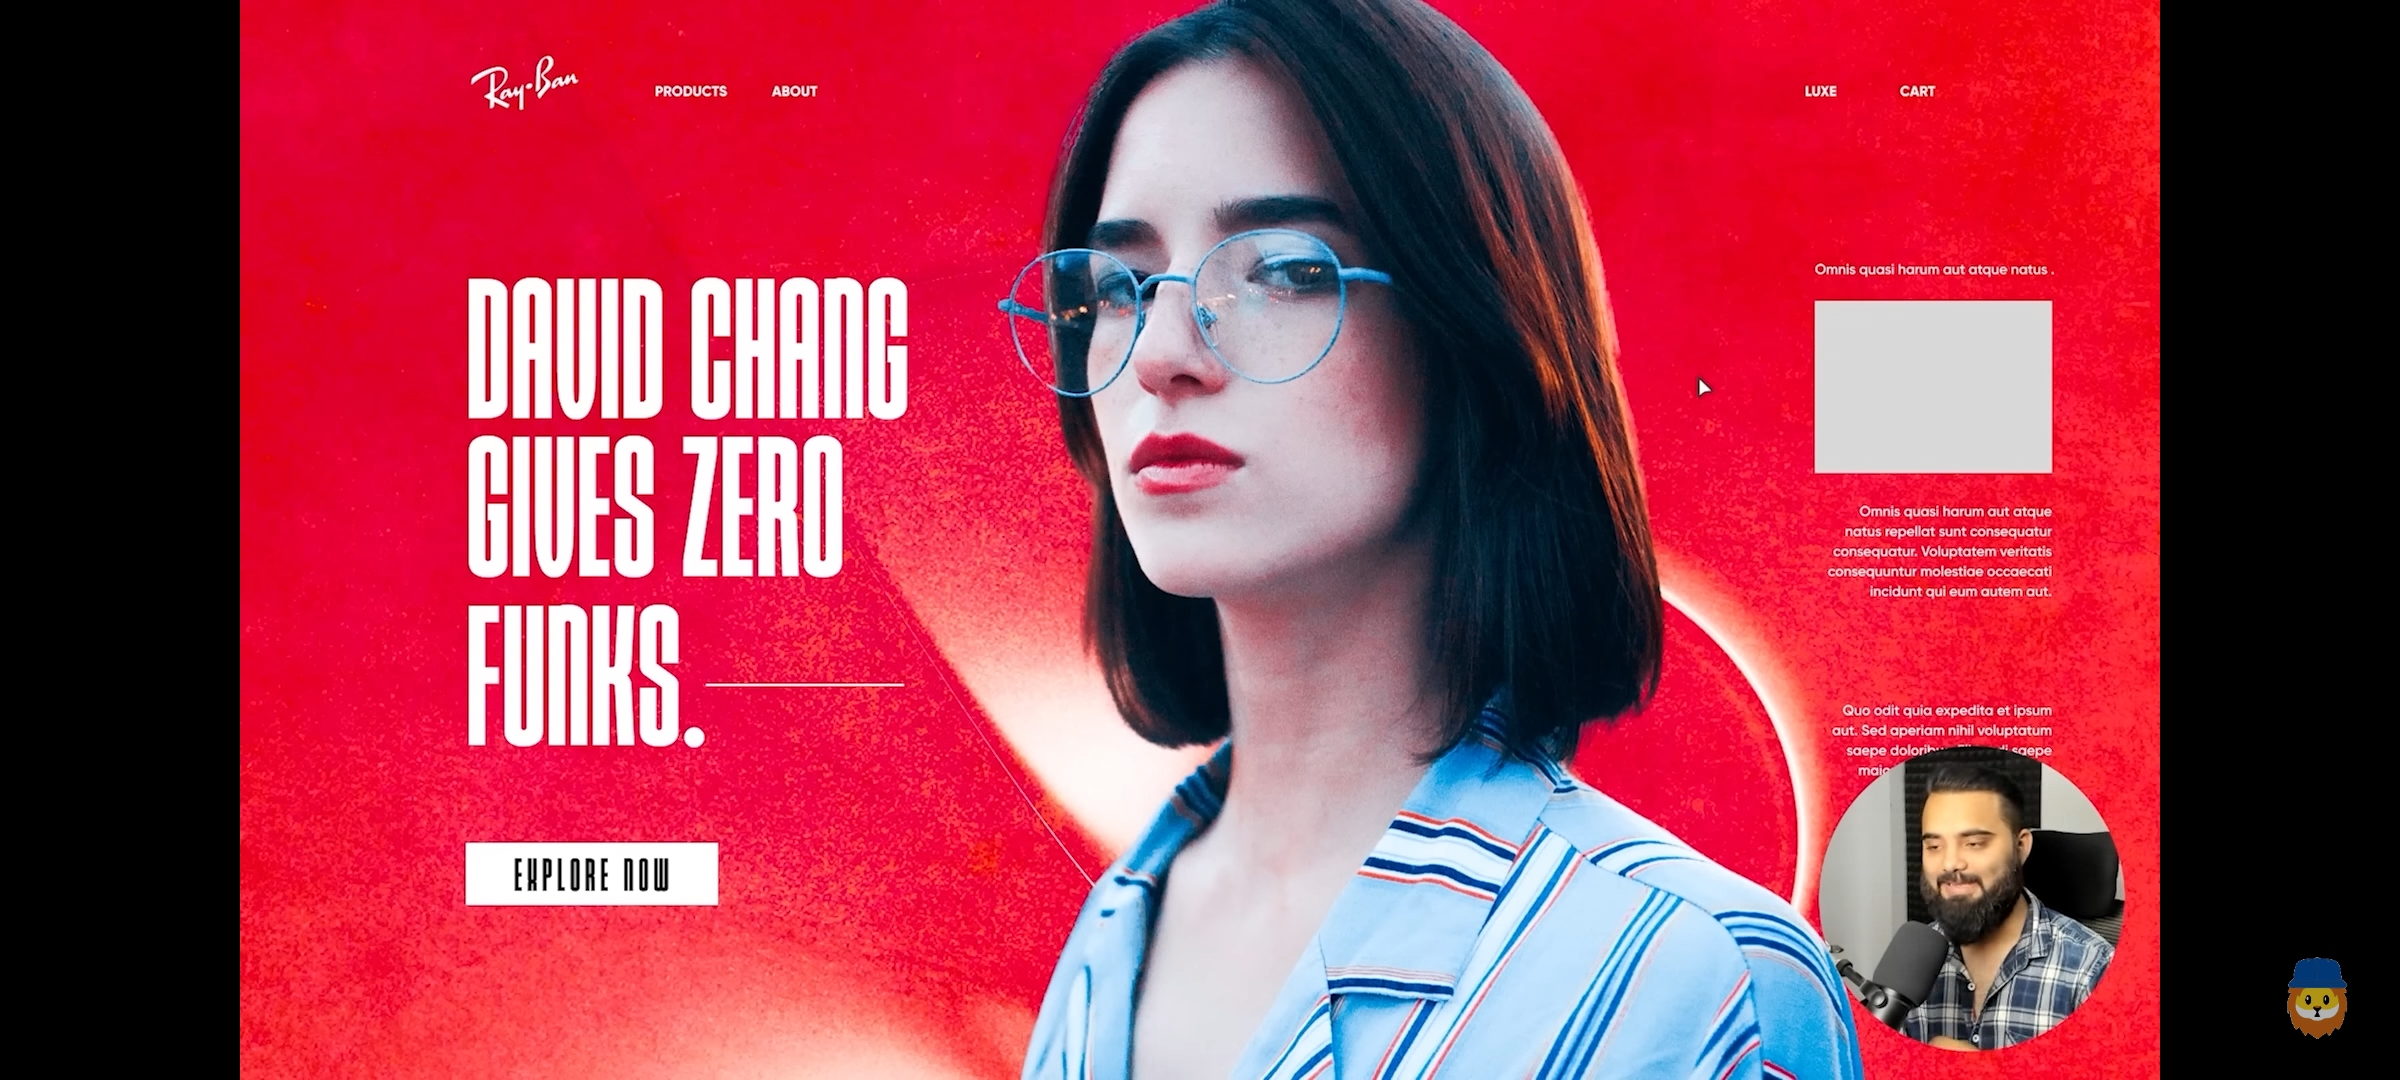 Ray-Ban
PRODUCTS
ABOUT
LUXE
CART
DAVID CHANG
GIVES ZERO
FUNKS.
EXPLORE NOW
Omnis quasi harum aut atque natus .
Omnis quasi harum aut atque
natus repellat sunt consequatur
consequatur. Voluptatem veritatis
consequuntur molestiae occaecati
incidunt qui eum autem aut.
Quo odit quia expedita et ipsum
aut. Sed aperiam nihil voluptatum
saepe saepe